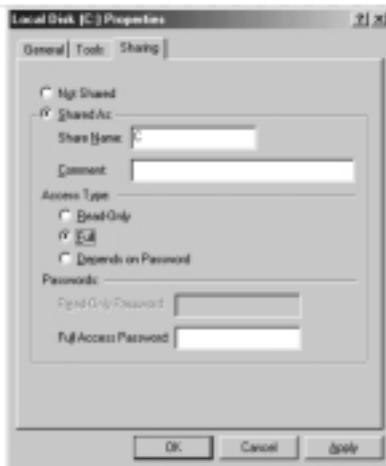 Local Disk (C:) Properties
General Tools Sharing
Not Shared
Shared As:
Share Name: C
Comment:
Access Type:
Read-Only
Full
Depends on Password
Passwords:
Read-Only Password:
Full Access Password:
OK Cancel Apply